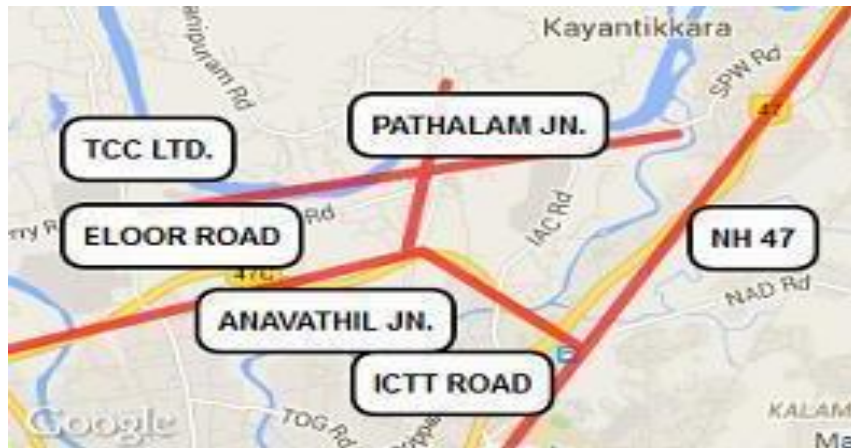 Kayantikkara
SPW Rd
47
PATHALAM JN.
TCC LTD.
IAC Rd
Rd
ELOOR ROAD
NH 47
47C
NAD Rd
ANAVATHIL JN.
ICTT ROAD
TOG Rd
KALAM
Google
Ma